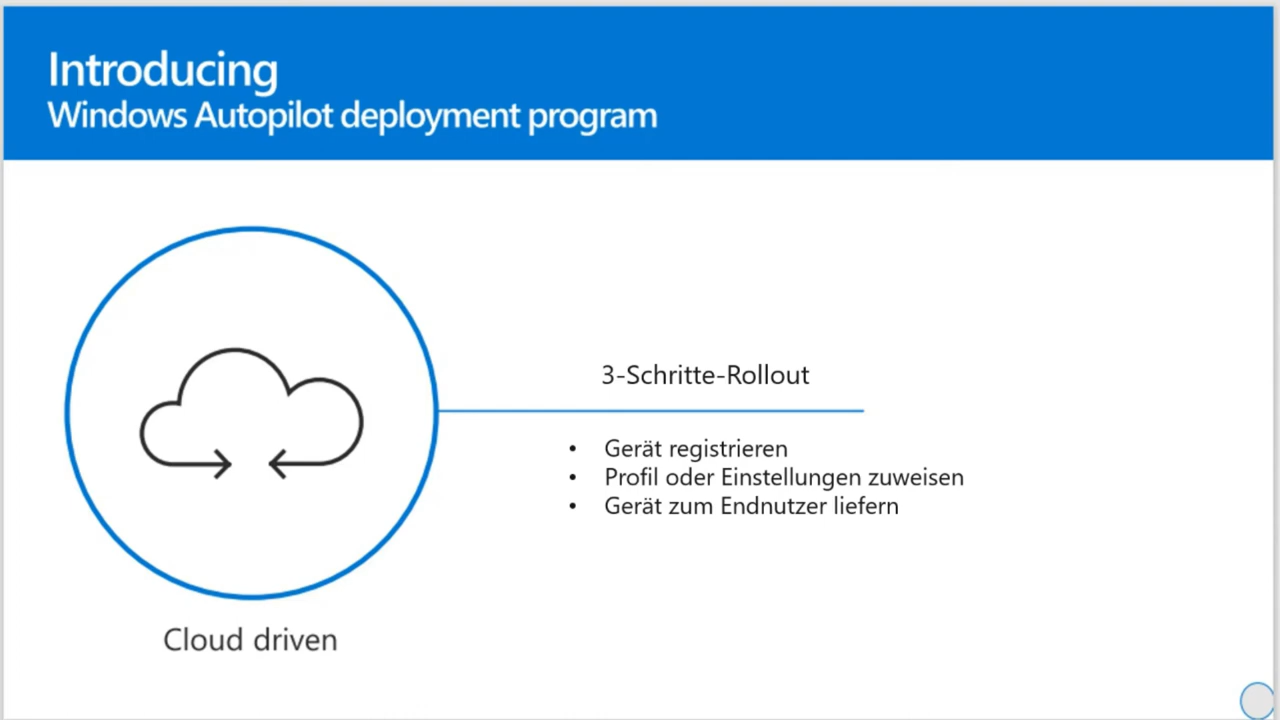 Introducing
Windows Autopilot deployment program
3-Schritte-Rollout
• Gerät registrieren
• Profil oder Einstellungen zuweisen
• Gerät zum Endnutzer liefern
Cloud driven